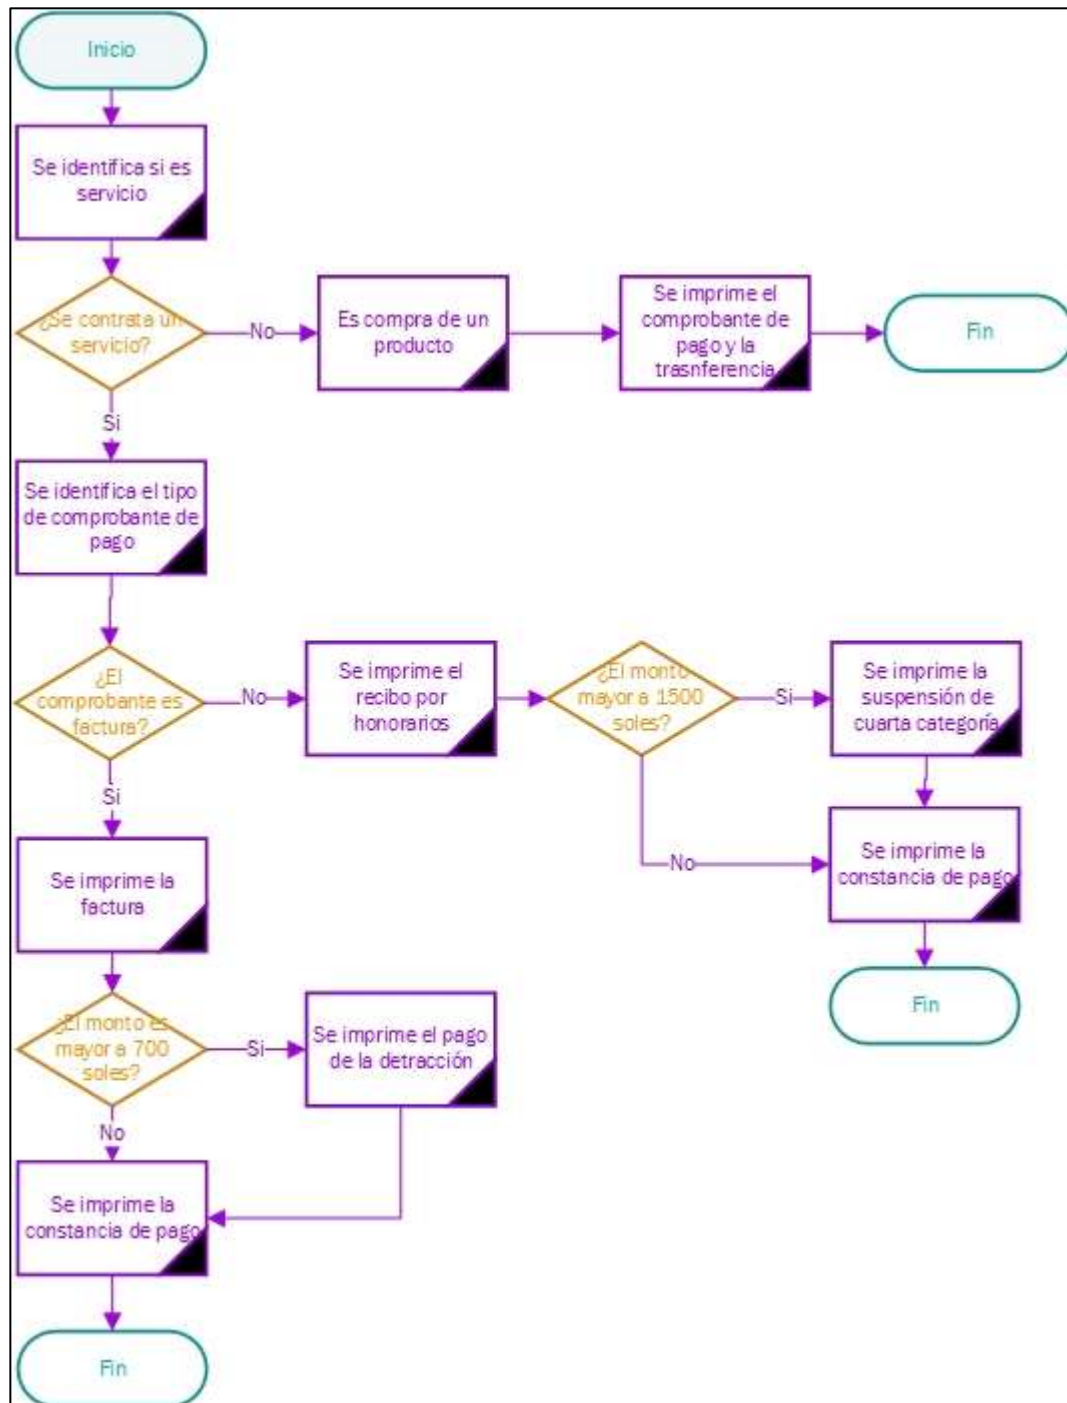 Inicio
Se identifica si es
servicio
¿Se contrata un
servicio?
No
Es compra de un
producto
Se imprime el
comprobante de
pago y la
trasnferencia
Fin
Si
Se identifica el tipo
de comprobante de
pago
¿El
comprobante es
factura?
No
Se imprime el
recibo por
honorarios
¿El monto
mayor a 1500
soles?
Si
Se imprime la
suspensión de
cuarta categoría
No
Se imprime la
constancia de pago
Fin
Si
Se imprime la
factura
¿El monto es
mayor a 700
soles?
Si
Se imprime el pago
de la detracción
No
Se imprime la
constancia de pago
Fin